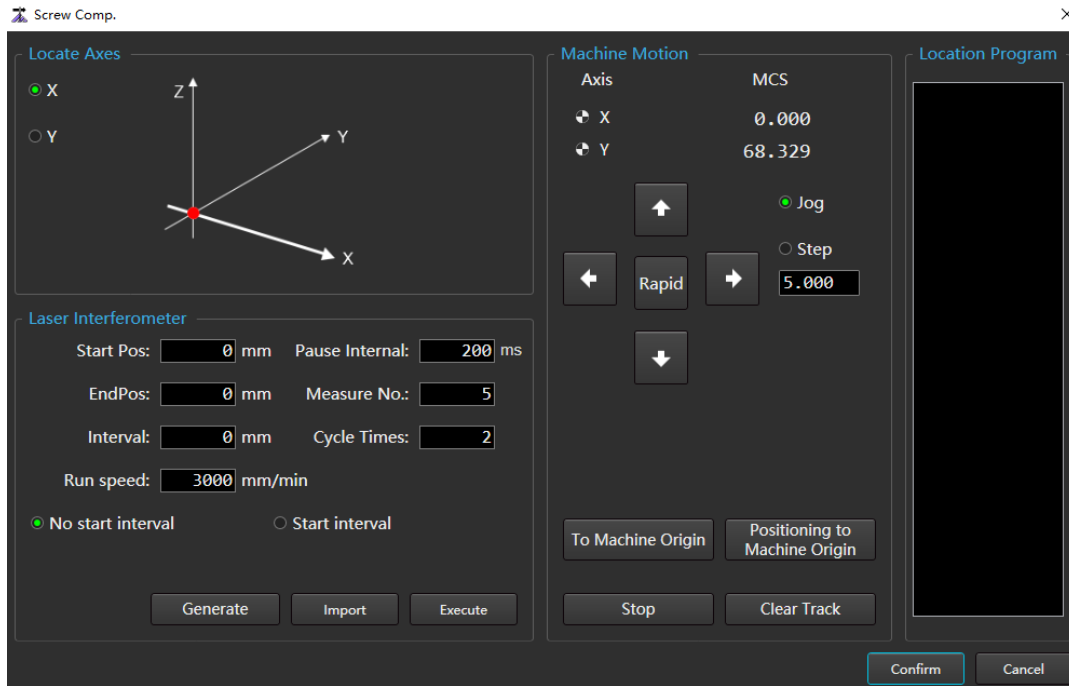 Screw Comp.
Locate Axes
X
Y
Z
Y
X
Laser Interferometer
Start Pos: 0 mm Pause Internal: 200 ms
EndPos: 0 mm Measure No.: 5
Interval: 0 mm Cycle Times: 2
Run speed: 3000 mm/min
No start interval Start interval
Generate Import Execute
Machine Motion
Axis MCS
X 0.000
Y 68.329
Jog
Step
Rapid 5.000
To Machine Origin
Positioning to
Machine Origin
Stop Clear Track
Location Program
Confirm Cancel